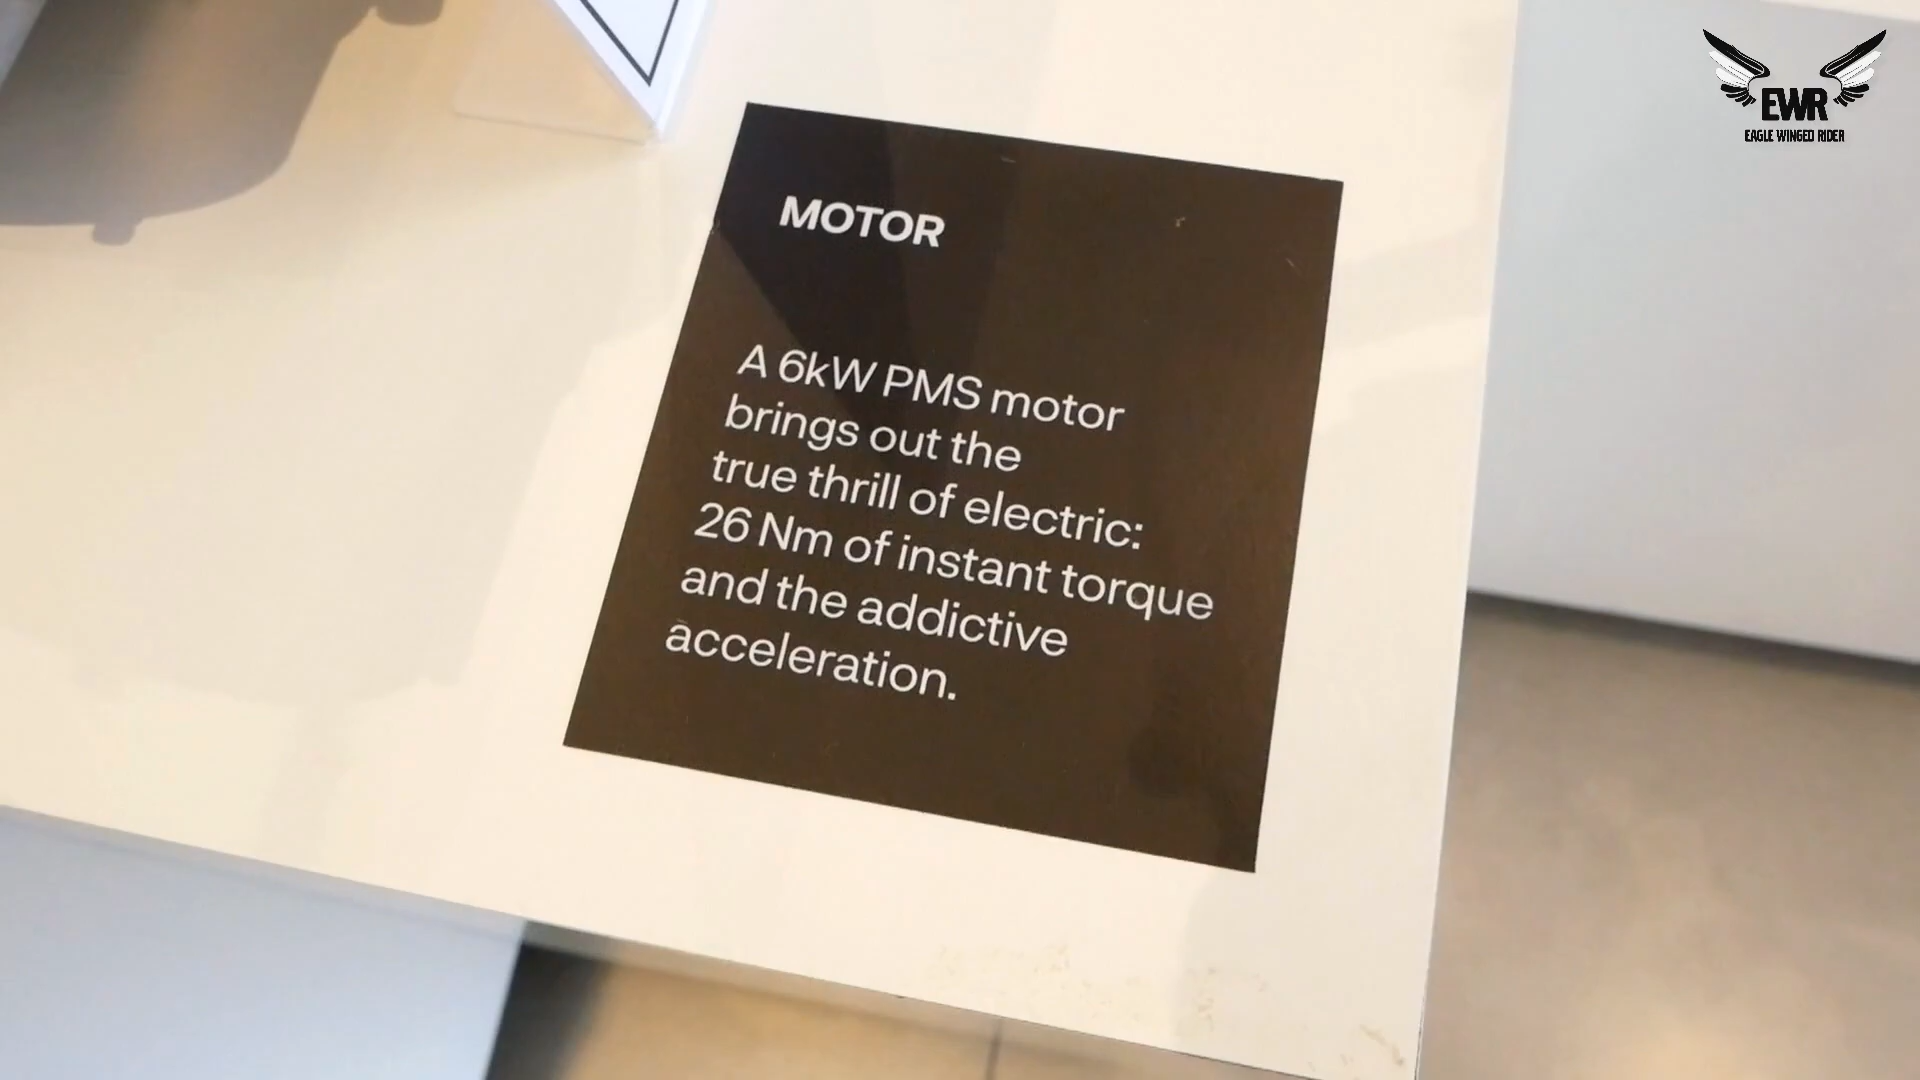 EWR
EAGLE WINGED RIDER
MOTOR
A 6kW PMS motor
brings out the
true thrill of electric:
26 Nm of instant torque
and the addictive
acceleration.